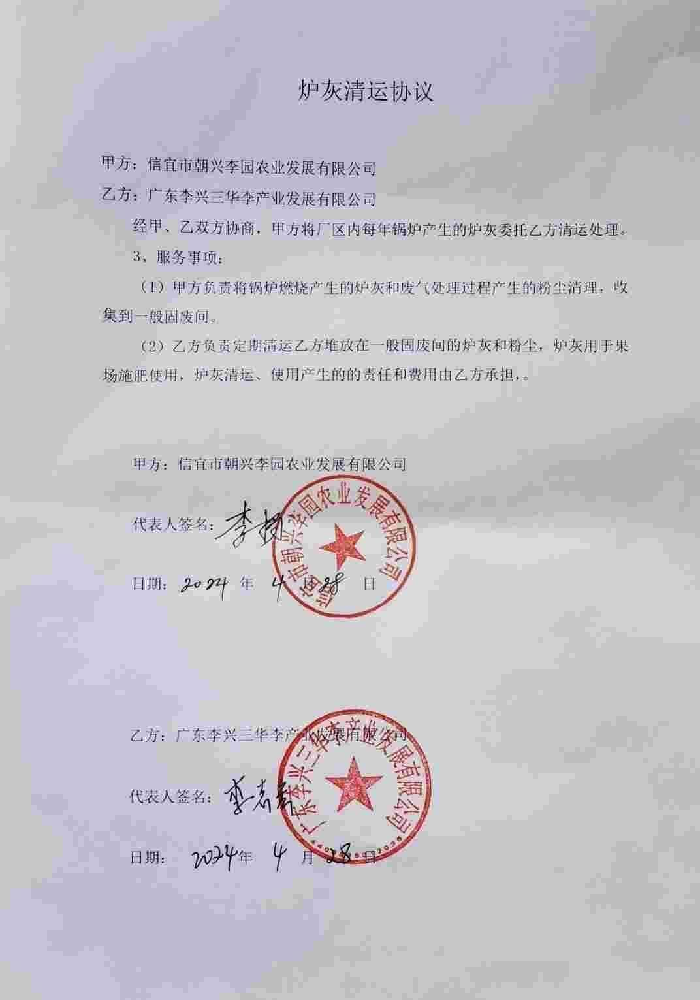 炉灰清运协议
甲方：信宜市朝兴李园农业发展有限公司
乙方：广东李兴三华李产业发展有限公司
经甲、乙双方协商，甲方将厂区内每年锅炉产生的炉灰委托乙方清运处理。
3、服务事项：
（1）甲方负责将锅炉燃烧产生的炉灰和废气处理过程产生的粉尘清理，收
集到一般固废间。
（2）乙方负责定期清运乙方堆放在一般固废间的炉灰和粉尘，炉灰用于果
场施肥使用，炉灰清运、使用产生的的责任和费用由乙方承担，。
甲方：信宜市朝兴李园农业发展有限公司
代表人签名：李
信宜市朝兴李园农业发展有限公司
日期：2024 年 4 月 28 日
乙方：广东李兴三华李产业发展有限公司
代表人签名：李志
广东李兴三华李产业发展有限公司
日期：2024年 4 月 28 日